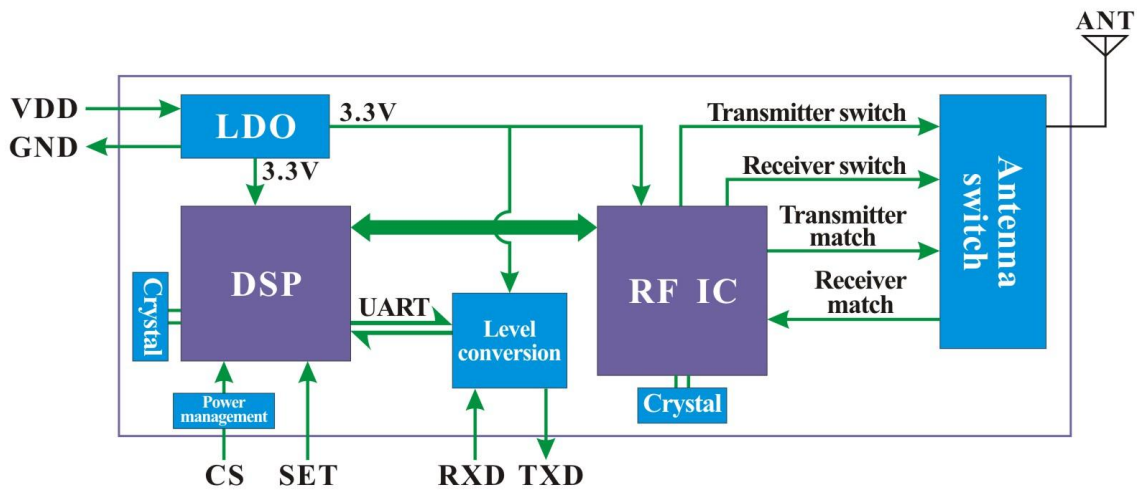 ANT
VDD
GND
LDO
3.3V
3.3V
Transmitter switch
Receiver switch
Transmitter
match
Receiver
match
Antenna
switch
DSP
RF IC
Crystal
UART
Level
conversion
Power
management
Crystal
CS
SET
RXD
TXD